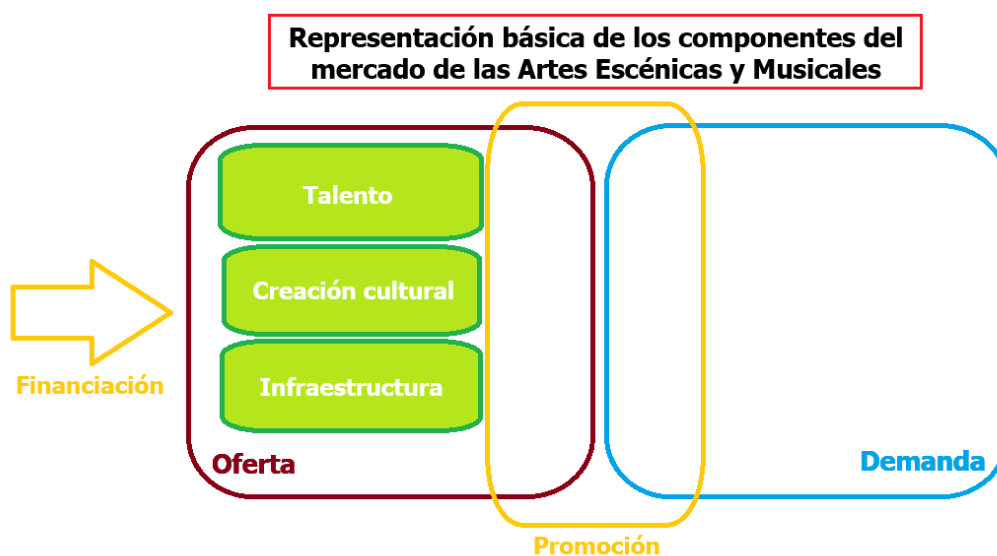 Representación básica de los componentes del
mercado de las Artes Escénicas y Musicales
Talento
Creación cultural
Infraestructura
Financiación
Oferta
Demanda
Promoción